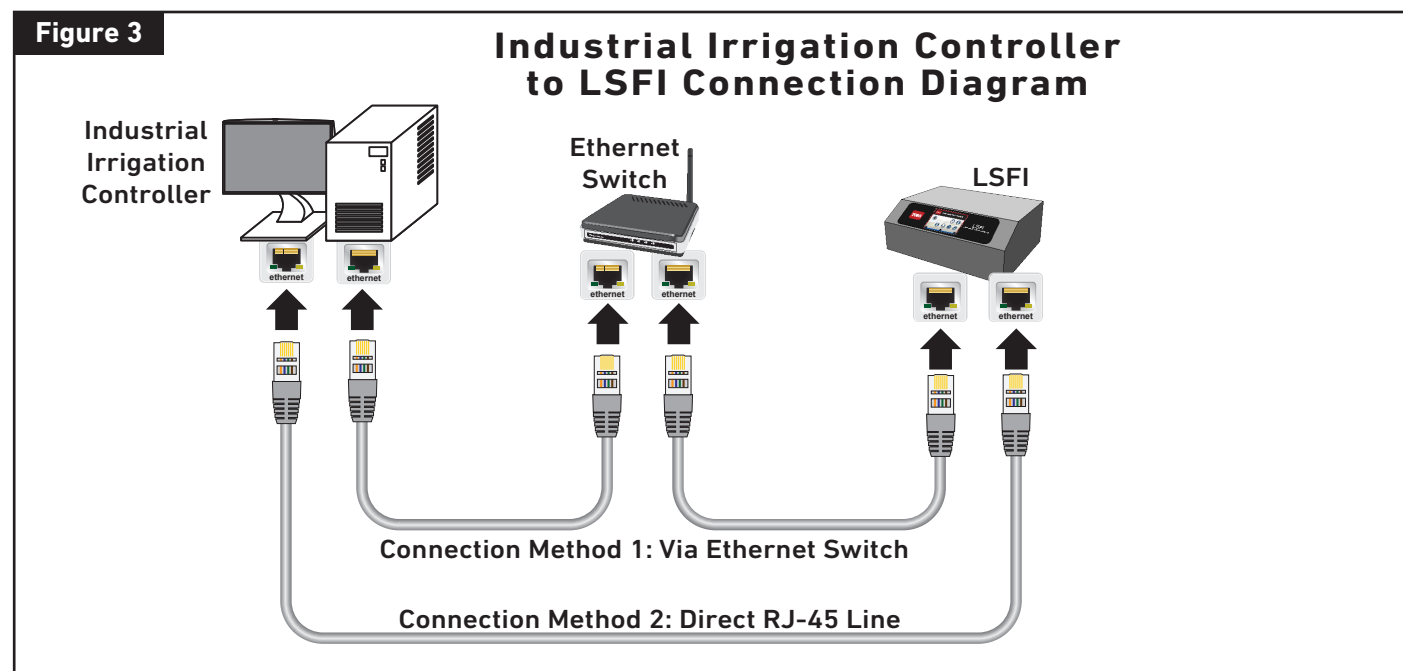 Figure 3
Industrial Irrigation Controller
to LSFI Connection Diagram
Industrial
Irrigation
Controller
Ethernet
Switch
LSFI
LSFI
ethernet
ethernet
ethernet
ethernet
ethernet
ethernet
Connection Method 1: Via Ethernet Switch
Connection Method 2: Direct RJ-45 Line